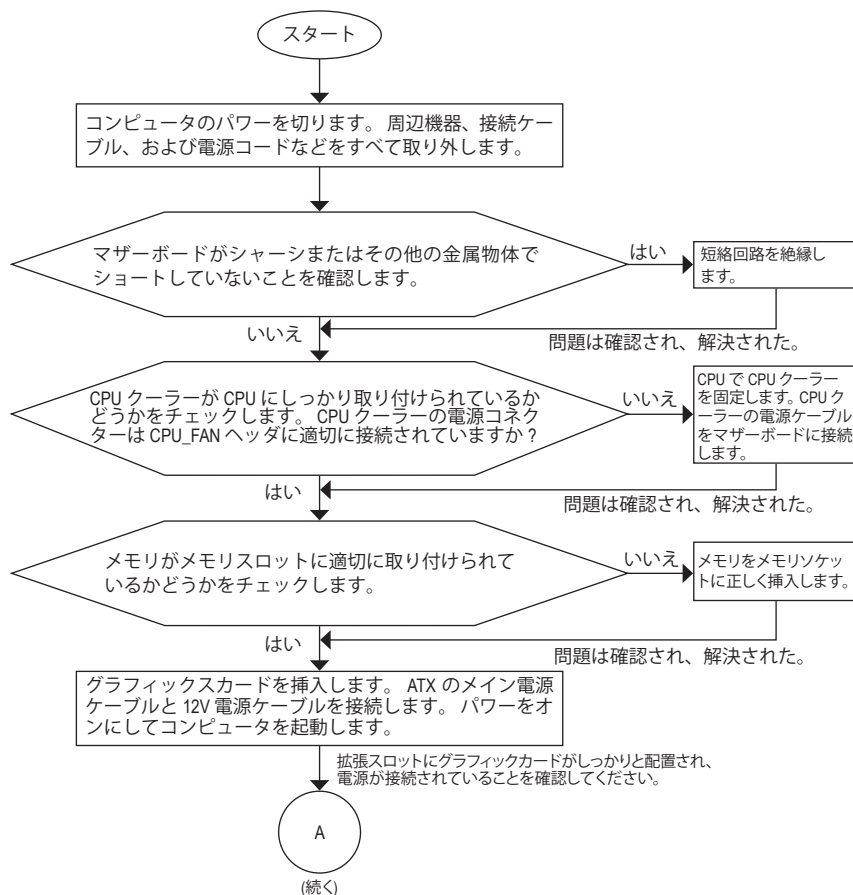 スタート
コンピュータのパワーを切ります。 周辺機器、接続ケー
ブル、および電源コードなどをすべて取り外します。
マザーボードがシャーシまたはその他の金属物体で
ショートしていないことを確認します。
はい
短絡回路を絶縁し
ます。
いいえ
問題は確認され、解決された。
CPU クーラーが CPU にしっかり取り付けられているか
どうかをチェックします。 CPU クーラーの電源コネク
ターは CPU_FAN ヘッダに適切に接続されていますか ?
いいえ
CPU で CPU クーラー
を固定します。 CPU ク
ーラーの電源ケーブル
をマザーボードに接続
します。
はい
問題は確認され、解決された。
メモリがメモリスロットに適切に取り付けられて
いるかどうかをチェックします。
いいえ
メモリをメモリソケッ
トに正しく挿入します。
はい
問題は確認され、解決された。
グラフィックスカードを挿入します。 ATX のメイン電源
ケーブルと 12V 電源ケーブルを接続します。 パワーをオ
ンにしてコンピュータを起動します。
拡張スロットにグラフィックカードがしっかりと配置され、
電源が接続されていることを確認してください。
A
(続く)